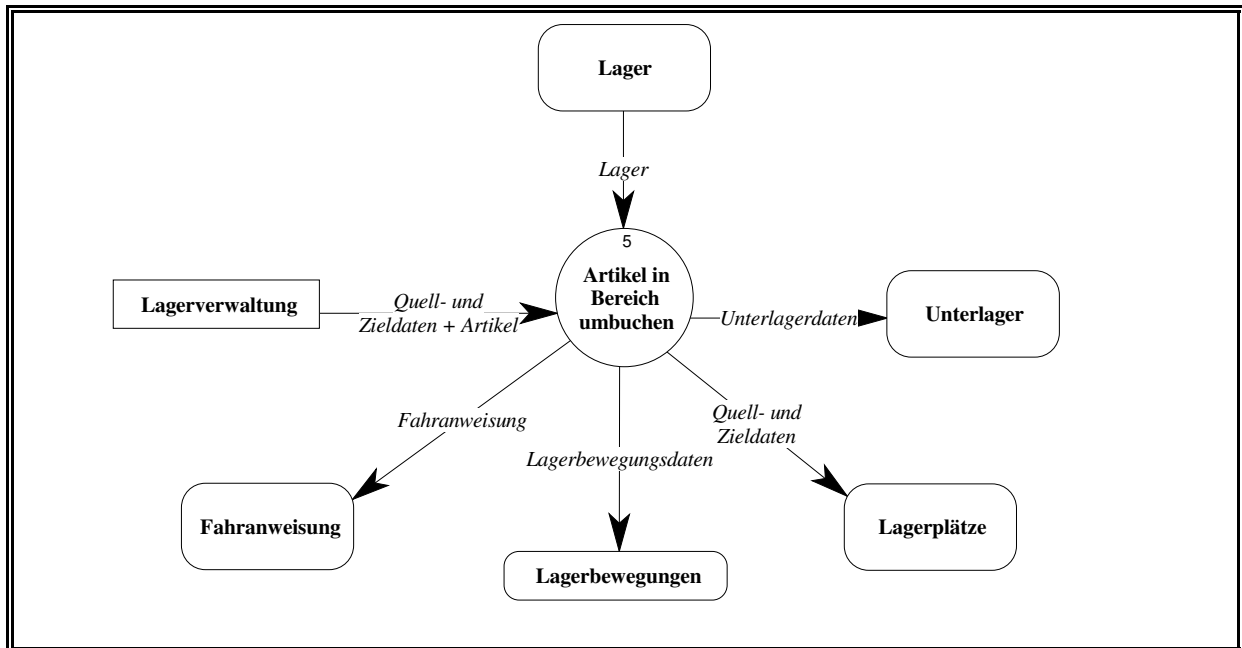 Lager
Lager
5
Artikel in
Bereich
umbuchen
Lagerverwaltung
Quell- und
Zieldaten + Artikel
Unterlagerdaten
Unterlager
Fahranweisung
Quell- und
Zieldaten
Lagerbewegungsdaten
Fahranweisung
Lagerbewegungen
Lagerplätze